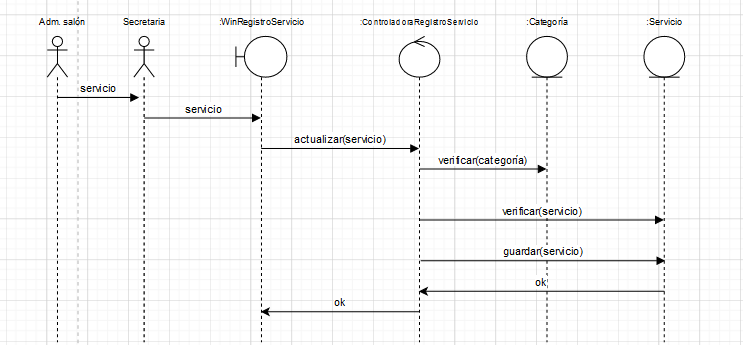 Adm. salón
Secretaria
:WinRegistroServicio
:ControladoraRegistroServicio
:Categoría
:Servicio
servicio
servicio
actualizar(servicio)
verificar(categoría)
verificar(servicio)
guardar(servicio)
ok
ok